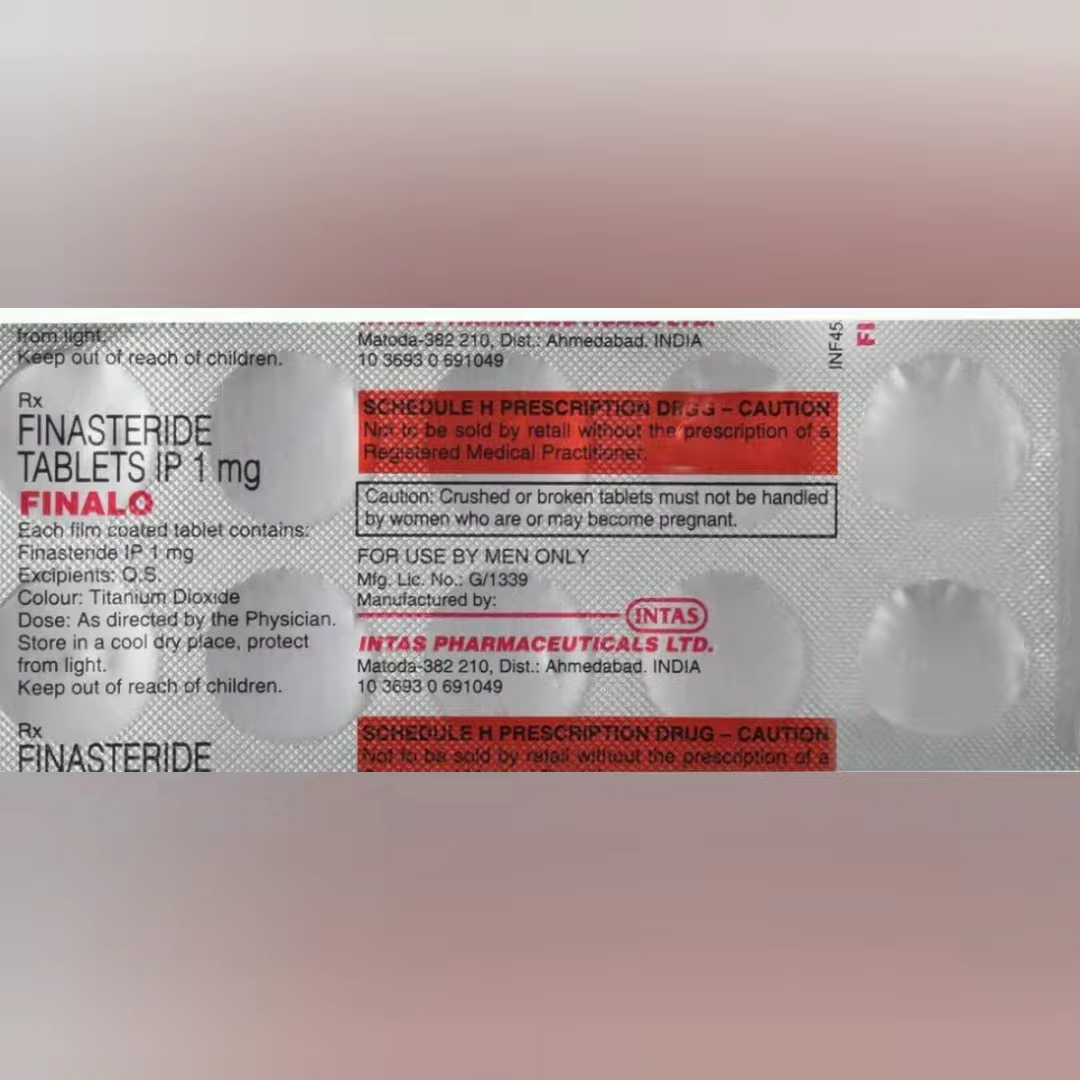 from light.
Keep out of reach of children.
Rx
FINASTERIDE
TABLETS IP 1 mg
FINALO
Each film coated tablet contains:
Finasteride IP 1 mg
Excipients: Q.S.
Colour: Titanium Dioxide
Dose: As directed by the Physician.
Store in a cool dry place, protect
from light.
Keep out of reach of children.
Rx
FINASTERIDE
INTAS PHARMACEUTICALS LTD.
Matoda-382 210, Dist.: Ahmedabad. INDIA
10 3693 0 691049
SCHEDULE H PRESCRIPTION DRUG – CAUTION
Not to be sold by retail without the prescription of a
Registered Medical Practitioner.
Caution: Crushed or broken tablets must not be handled
by women who are or may become pregnant.
FOR USE BY MEN ONLY
Mfg. Lic. No.: G/1339
Manufactured by:
INTAS
INTAS PHARMACEUTICALS LTD.
Matoda-382 210, Dist.: Ahmedabad. INDIA
10 3693 0 691049
SCHEDULE H PRESCRIPTION DRUG – CAUTION
Not to be sold by retail without the prescription of a
INF45
FI